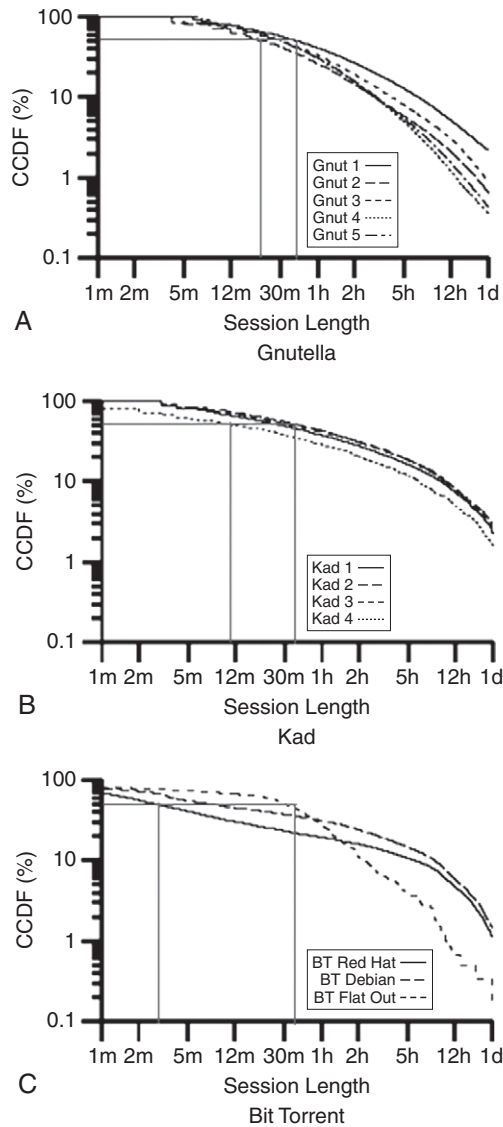 CCDF (%)
100
10
1
0.1
Gnut 1
Gnut 2
Gnut 3
Gnut 4
Gnut 5
1m 2m 5m 12m 30m 1h 2h 5h 12h 1d
A
Session Length
Gnutella
CCDF (%)
100
10
1
0.1
Kad 1
Kad 2
Kad 3
Kad 4
1m 2m 5m 12m 30m 1h 2h 5h 12h 1d
B
Session Length
Kad
CCDF (%)
100
10
1
0.1
BT Red Hat
BT Debian
BT Flat Out
1m 2m 5m 12m 30m 1h 2h 5h 12h 1d
C
Session Length
Bit Torrent